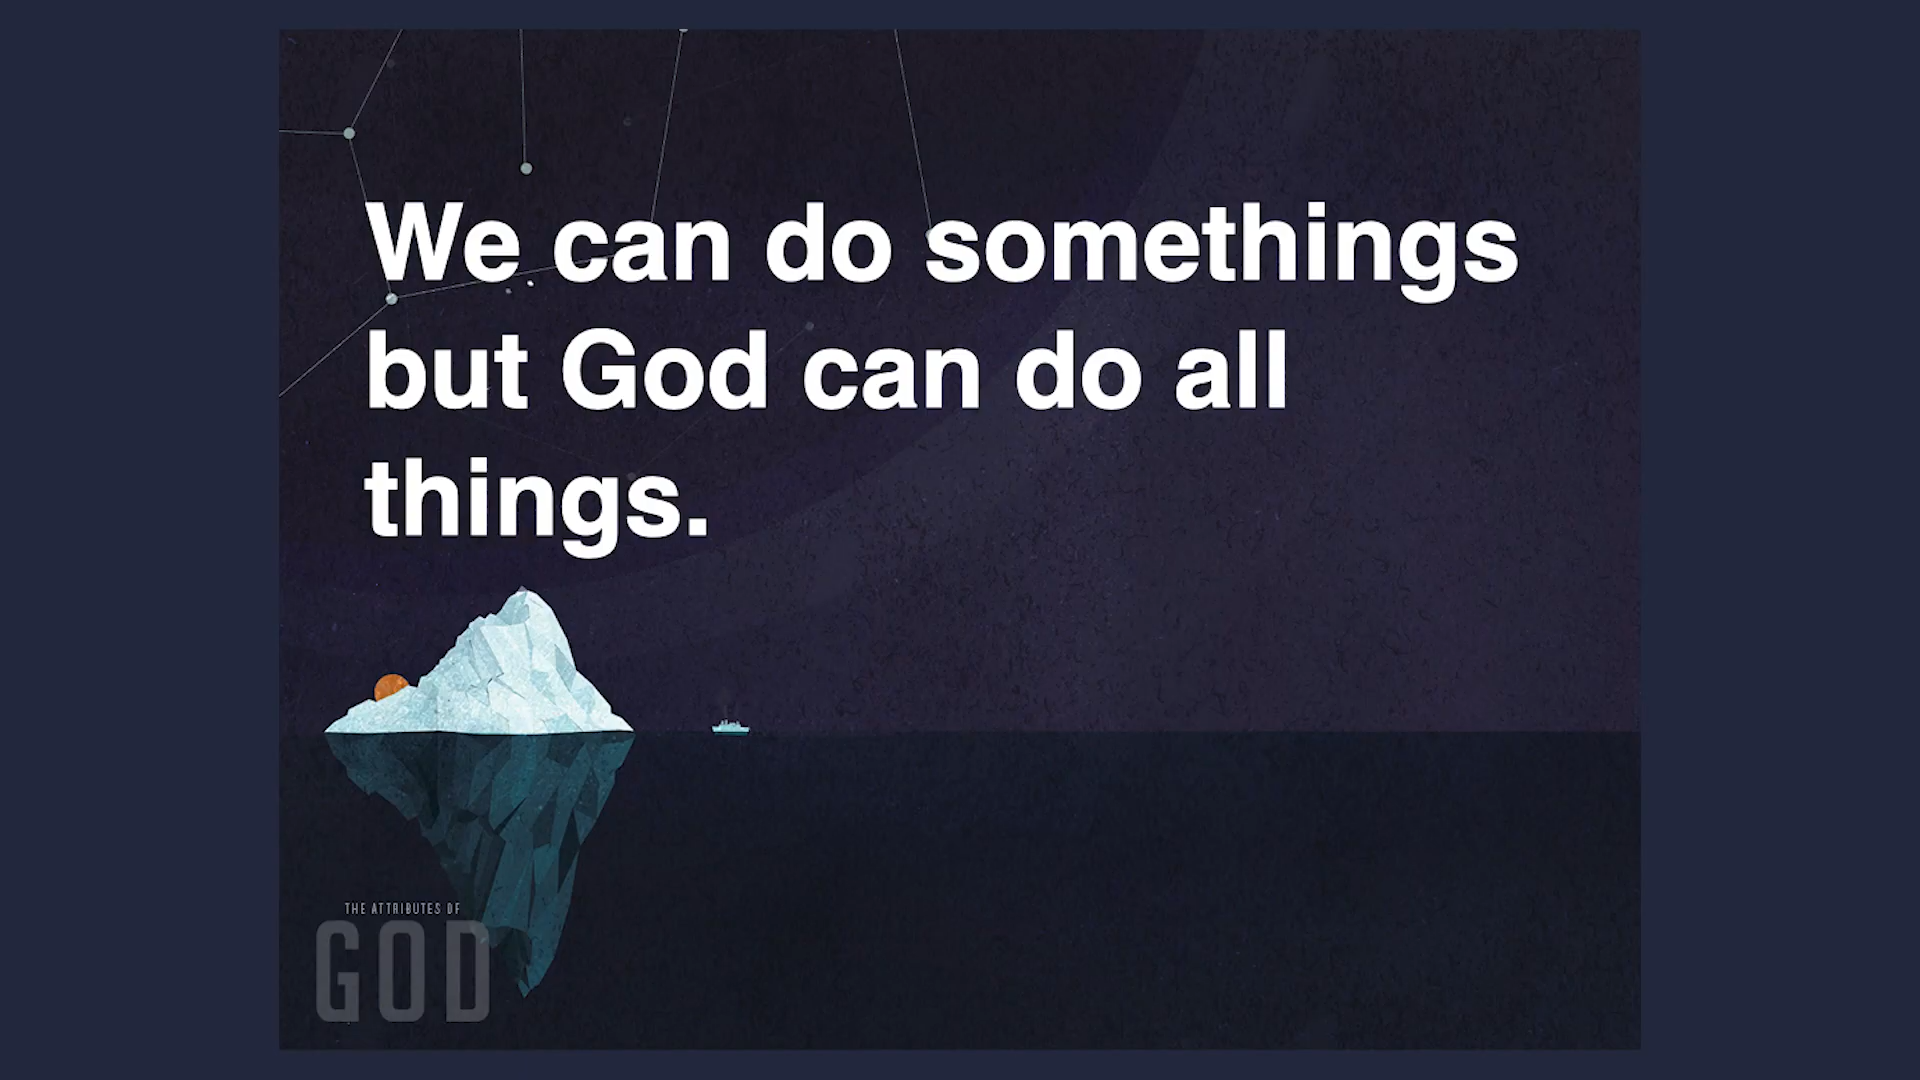 We can do somethings
but God can do all
things.
THE ATTRIBUTES OF
GOD